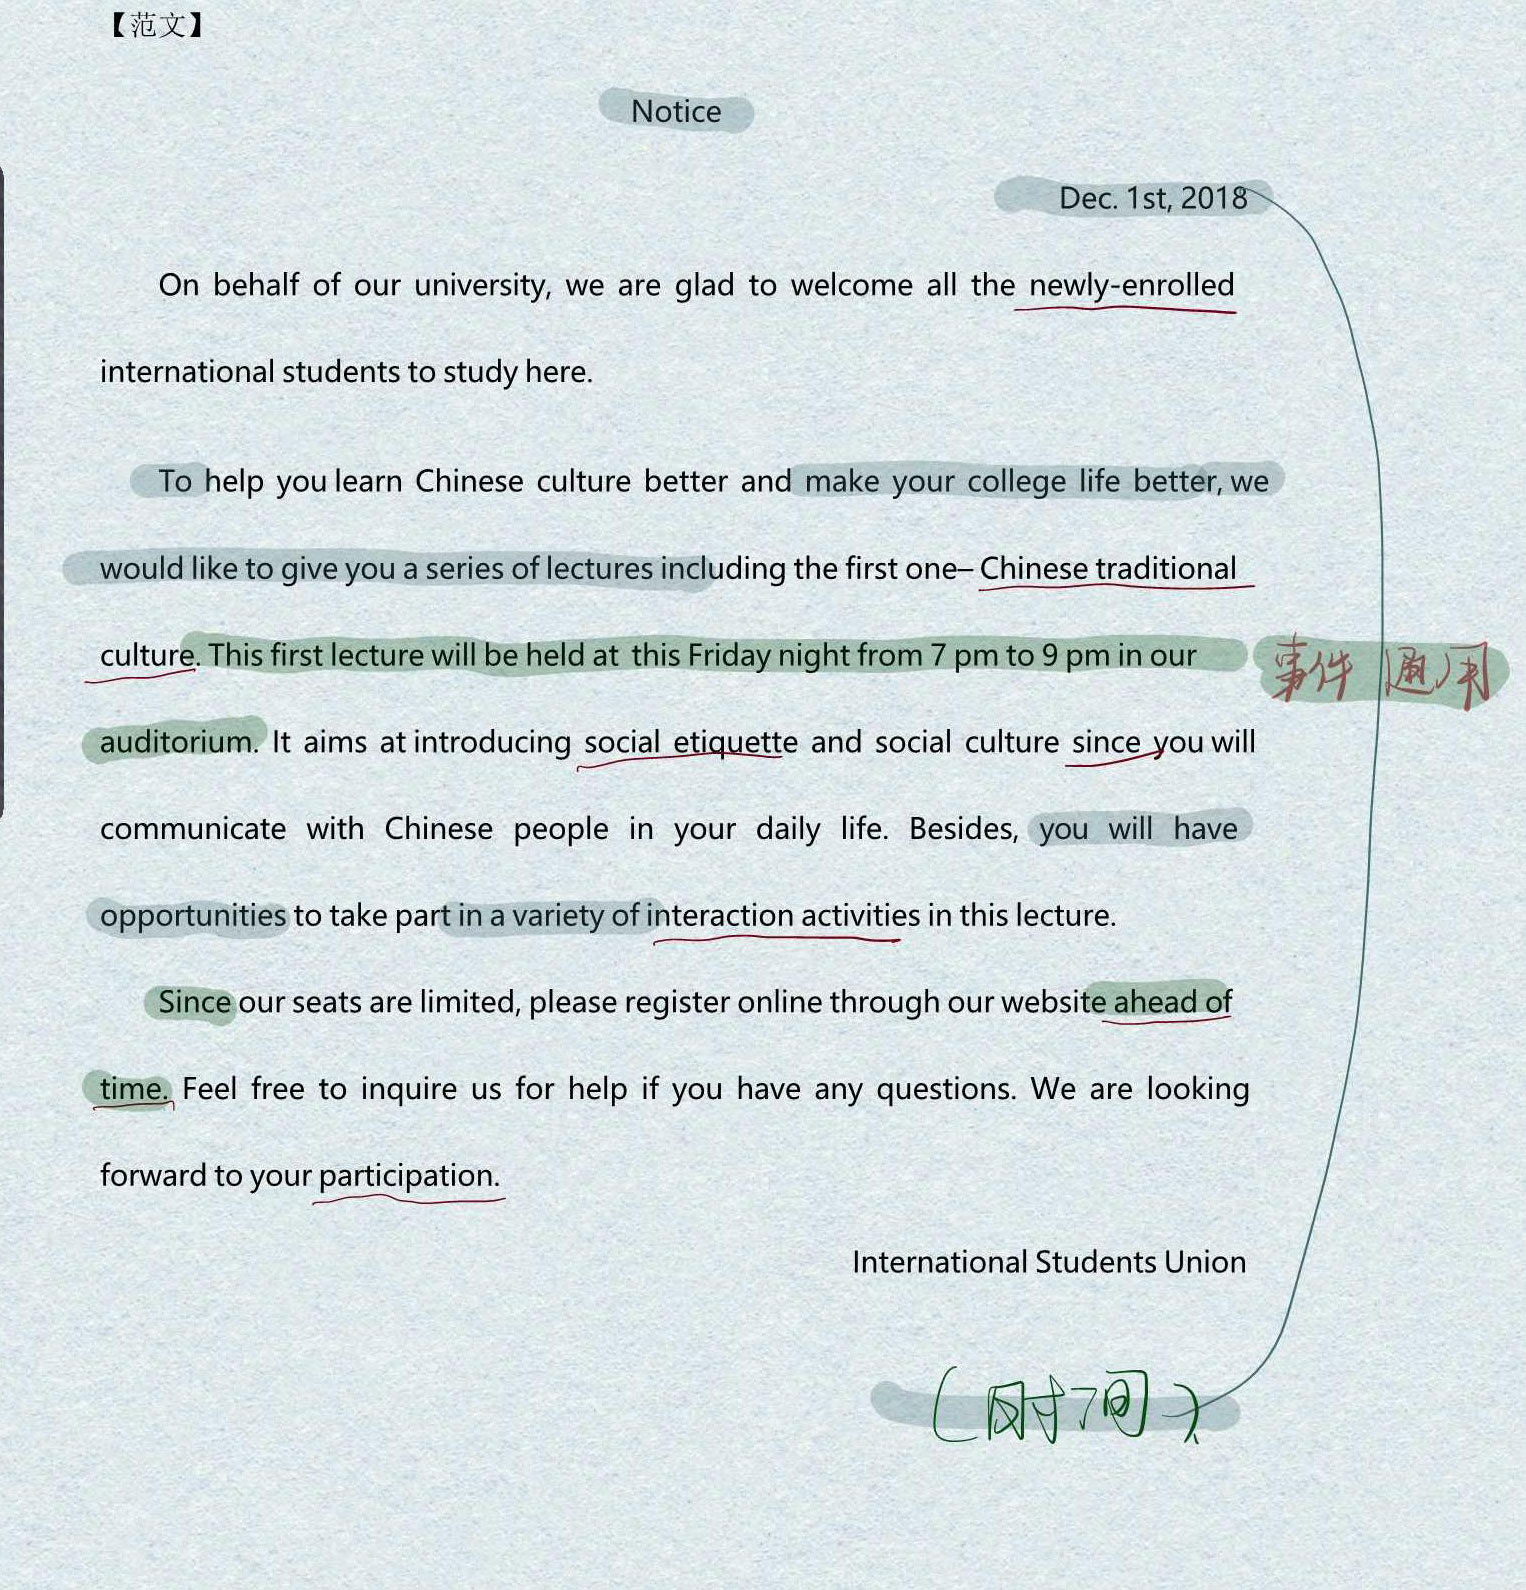 【范文】
Notice
Dec. 1st, 2018
On behalf of our university, we are glad to welcome all the newly-enrolled
international students to study here.
To help you learn Chinese culture better and make your college life better, we
would like to give you a series of lectures including the first one– Chinese traditional
culture. This first lecture will be held at this Friday night from 7 pm to 9 pm in our
事件 通用
auditorium. It aims at introducing social etiquette and social culture since you will
communicate with Chinese people in your daily life. Besides, you will have
opportunities to take part in a variety of interaction activities in this lecture.
Since our seats are limited, please register online through our website ahead of
time. Feel free to inquire us for help if you have any questions. We are looking
forward to your participation.
International Students Union
(时间)